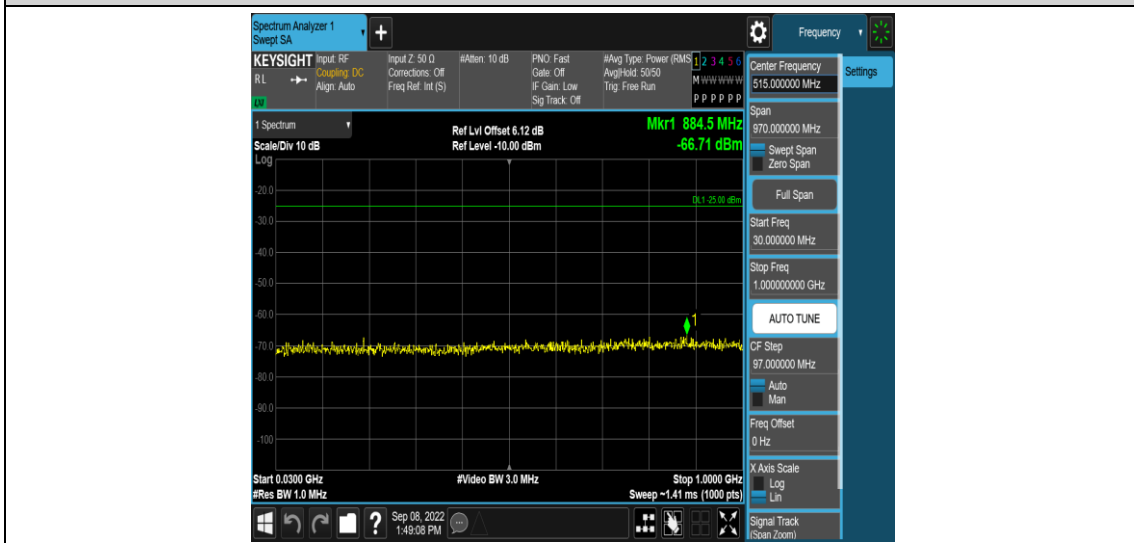 Spectrum Analyzer 1
Swept SA
+
Frequency
KEYSIGHT
RL
LXI
Input: RF
Coupling: DC
Align: Auto
Input Z: 50 Ω
Corrections: Off
Freq Ref: Int (S)
#Atten: 10 dB
PNO: Fast
Gate: Off
IF Gain: Low
Sig Track: Off
#Avg Type: Power (RMS
Avg|Hold: 50/50
Trig: Free Run
1 2 3 4 5 6
M W W W W W
P P P P P P
Center Frequency
515.000000 MHz
Settings
1 Spectrum
Scale/Div 10 dB
Ref Lvl Offset 6.12 dB
Ref Level -10.00 dBm
Mkr1 884.5 MHz
-66.71 dBm
Log
-20.0
DL1 -25.00 dBm
-30.0
-40.0
-50.0
-60.0
1
-70.0
-80.0
-90.0
-100
Start 0.0300 GHz
#Res BW 1.0 MHz
#Video BW 3.0 MHz
Stop 1.0000 GHz
Sweep ~1.41 ms (1000 pts)
Span
970.000000 MHz
Swept Span
Zero Span
Full Span
Start Freq
30.000000 MHz
Stop Freq
1.000000000 GHz
AUTO TUNE
CF Step
97.000000 MHz
Auto
Man
Freq Offset
0 Hz
X Axis Scale
Log
Lin
Signal Track
(Span Zoom)
?
Sep 08, 2022
1:49:08 PM